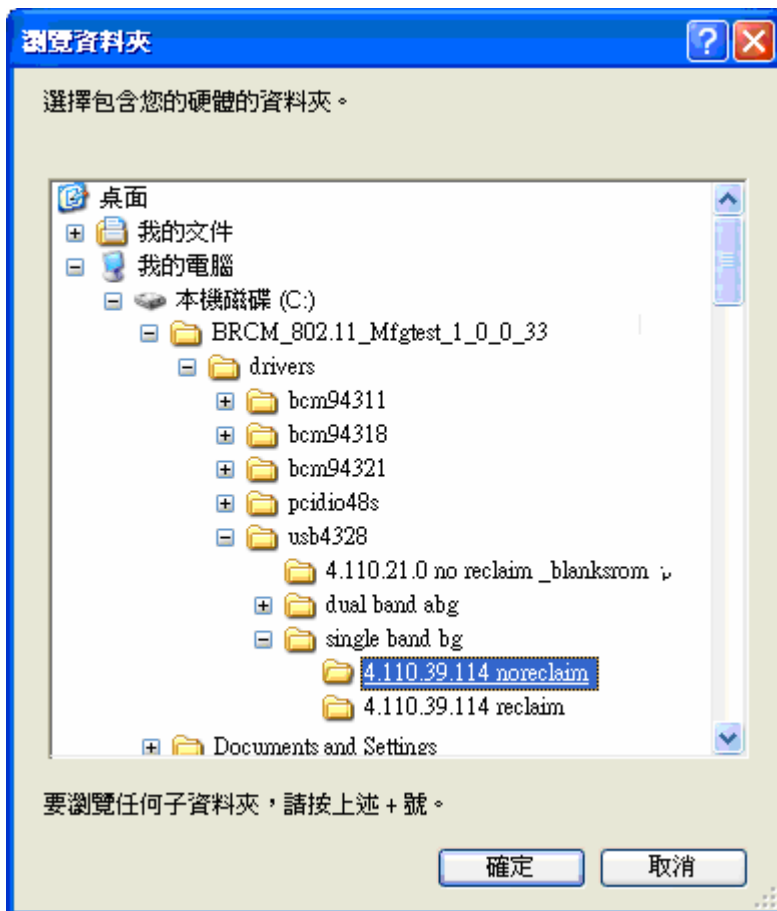 瀏覽資料夾
選擇包含您的硬體的資料夾。
桌面
我的文件
我的電腦
本機磁碟 (C:)
BRCM_802.11_Mfgtest_1_0_0_33
drivers
bcm94311
bcm94318
bcm94321
pcidio48s
usb4328
4.110.21.0 no reclaim _blanksrom
dual band abg
single band bg
4.110.39.114 noreclaim
4.110.39.114 reclaim
Documents and Settings
要瀏覽任何子資料夾，請按上述 + 號。
確定 取消